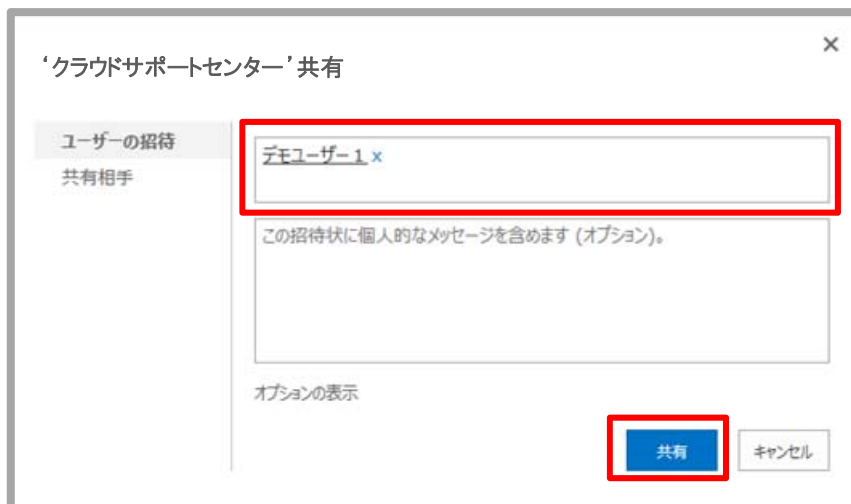 ‘クラウドサポートセンター’共有
×
ユーザーの招待
共有相手
デモユーザー1 x
この招待状に個人的なメッセージを含めます (オプション)。
オプションの表示
共有
キャンセル